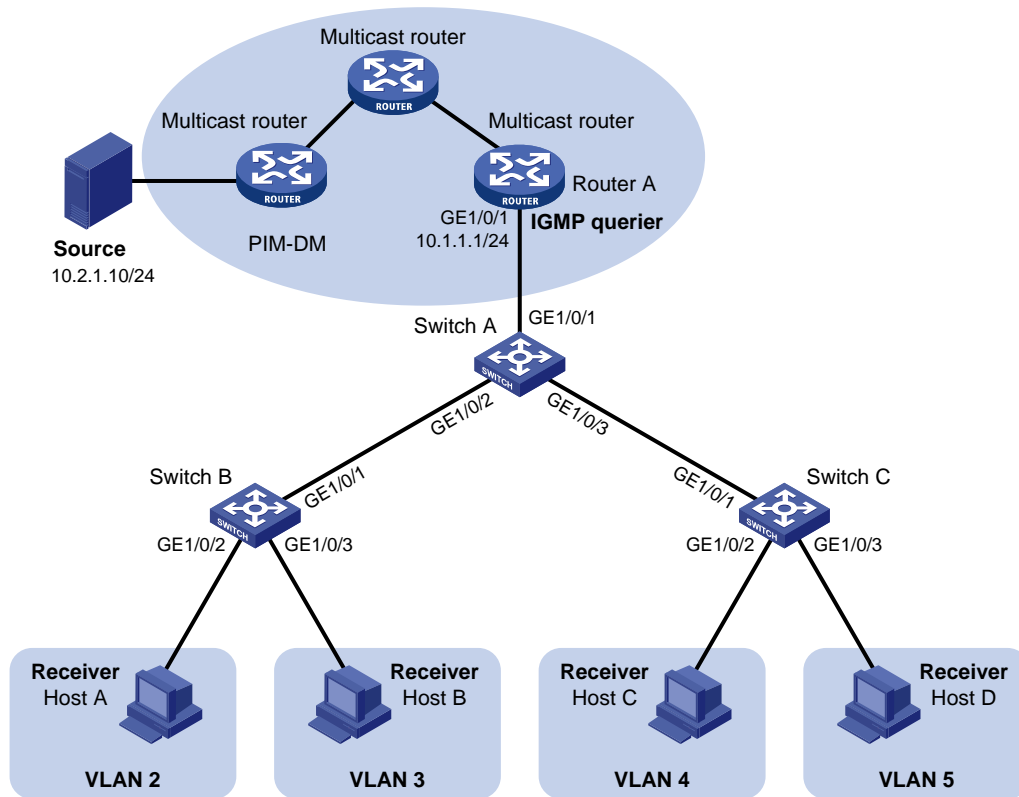 Multicast router
ROUTER
Multicast router
Multicast router
ROUTER
ROUTER
Router A
GE1/0/1
IGMP querier
10.1.1.1/24
PIM-DM
Source
10.2.1.10/24
Switch A
GE1/0/1
SWITCH
GE1/0/2
GE1/0/3
Switch B
GE1/0/1
GE1/0/1
Switch C
SWITCH
SWITCH
GE1/0/2
GE1/0/3
GE1/0/2
GE1/0/3
Receiver
Host A
VLAN 2
Receiver
Host B
VLAN 3
Receiver
Host C
VLAN 4
Receiver
Host D
VLAN 5